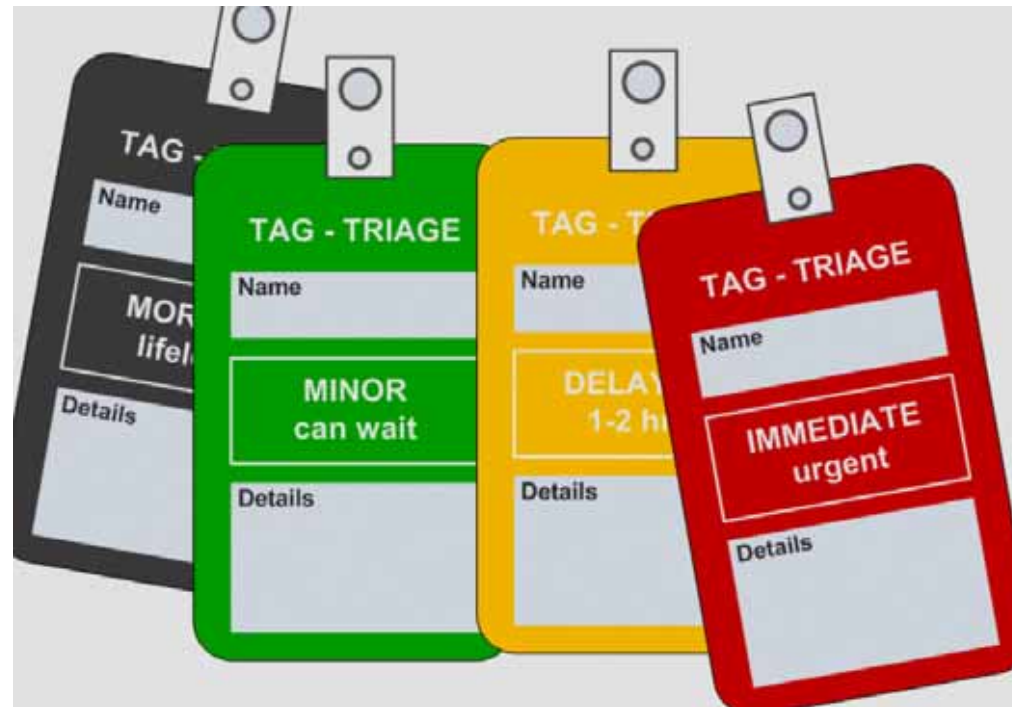 TAG -
Name
MOR
lifel
Details
TAG - TRIAGE
Name
MINOR
can wait
Details
TAG - T
Name
DELAY
1-2 h
Details
TAG - TRIAGE
Name
IMMEDIATE
urgent
Details